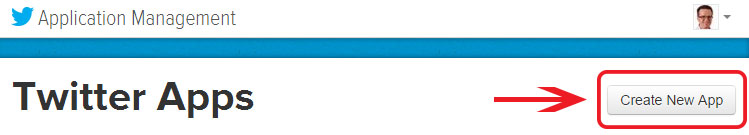 Application Management
Twitter Apps
Create New App